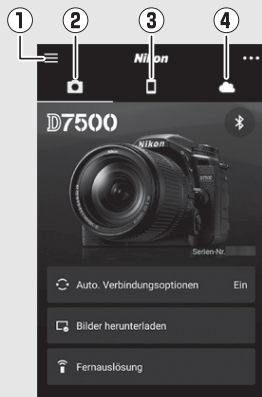 1 2 3 4
Nikon
D7500
Nikon
Serien-Nr.
Auto. Verbindungsoptionen Ein
Bilder herunterladen
Fernauslösung